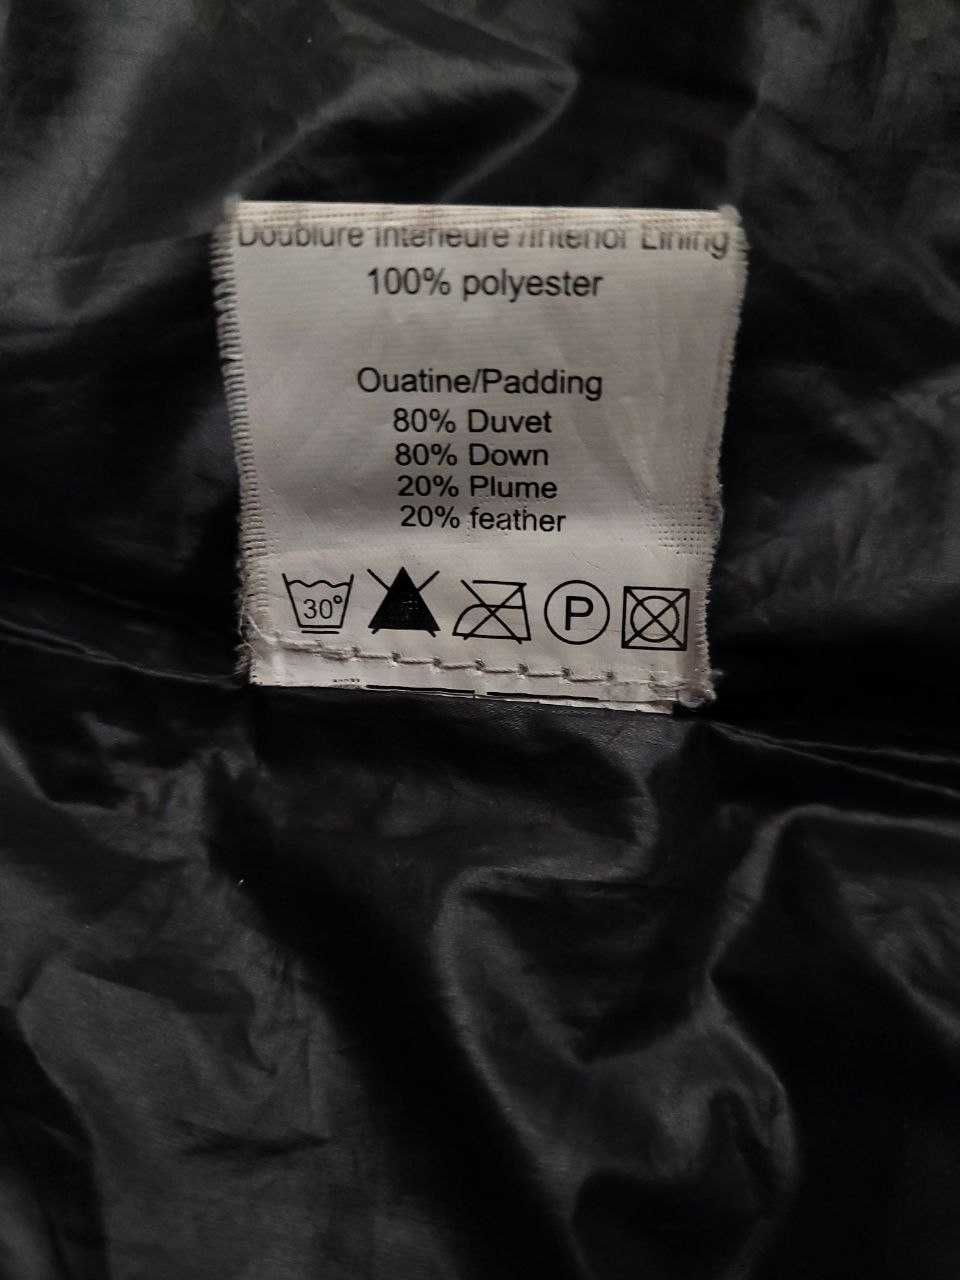 Doublure Intérieure /Interior Lining
100% polyester
Ouatine/Padding
80% Duvet
80% Down
20% Plume
20% feather
30°
P